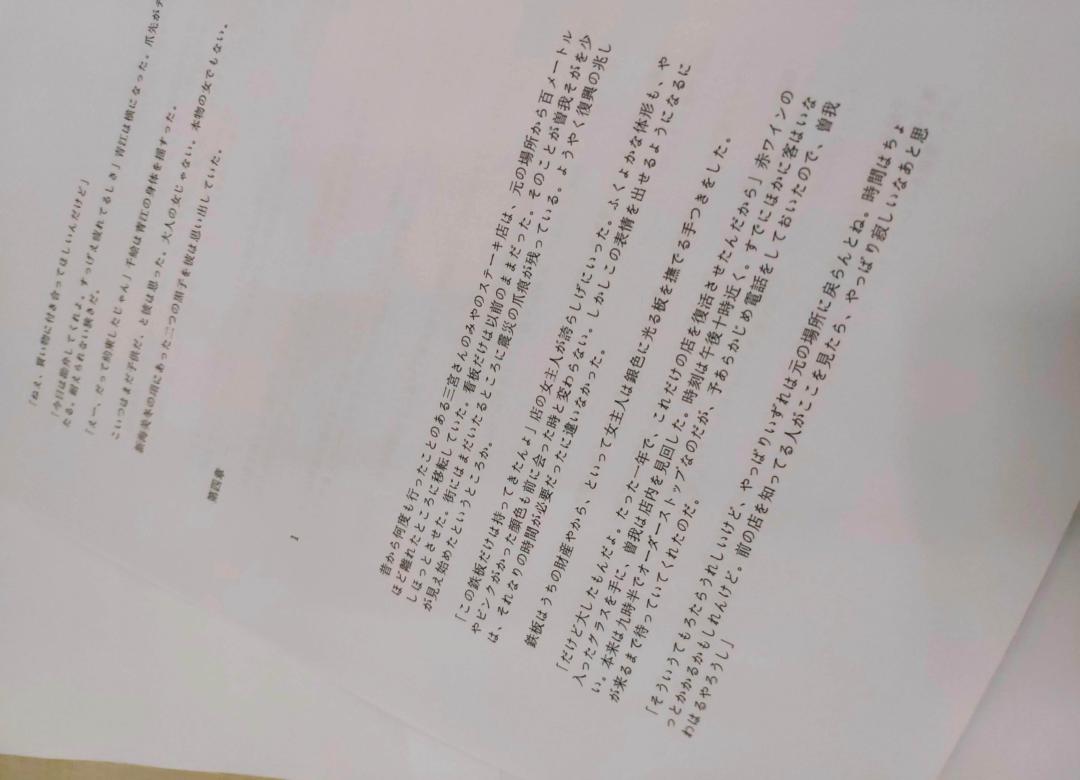 「ねえ、買い物に付き合ってほしいんだけど」
「今日は勘弁してくれよ。すっげえ疲れてるしさ」青江は横になった。爪先が
たる。耐えられない狭さだ。
「えー、だって約束したじゃん」千絵は青江の身体を揺すった。
こいつはまだ子供だ、と彼は思った。大人の女じゃない。本物の女でもない。
新海美冬の項にあった二つの黒子を彼は思い出していた。
第四章
1
昔から何度も行ったことのある三宮さんのみやのステーキ店は、元の場所から百メートル
ほど離れたところに移転していた。看板だけは以前のままだった。そのことが曽我そがを少
しほっとさせた。街にはまだいたるところに震災の爪痕が残っている。ようやく復興の兆し
が見え始めたというところか。
「この鉄板だけは持ってきたんよ」店の女主人が誇らしげにいった。ふくよかな体形も、や
やピンクがかった顔色も前に会った時と変わらない。しかしこの表情を出せるようになるに
は、それなりの時間が必要だったに違いなかった。
鉄板はうちの財産やから、といって女主人は銀色に光る板を撫でる手つきをした。
「だけど大したもんだよ。たった一年で、これだけの店を復活させたんだから」赤ワインの
入ったグラスを手に、曽我は店内を見回した。時刻は午後十時近く。すでにほかに客はいな
い。本来は九時半でオーダーストップなのだが、予あらかじめ電話をしておいたので、曽我
が来るまで待っていてくれたのだ。
「そういうてもろたらうれしいけど、やっぱりいずれは元の場所に戻らんとね。時間はちょ
っとかかるかもしれんけど。前の店を知ってる人がここを見たら、やっぱり寂しいなあと思
わはるやろうし」